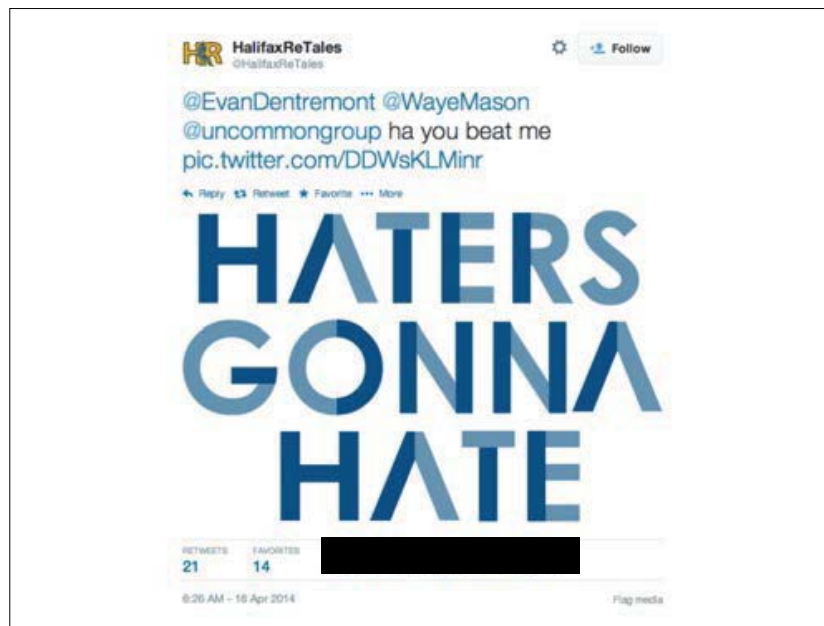 HalifaxReTales
@HalifaxReTales
Follow
@EvanDentremont @WayeMason
@uncommongroup ha you beat me
pic.twitter.com/DDWsKLMinr
Reply Retweet Favorite ••• More
HATERS
GONNA
HATE
RETWEETS FAVORITES
21 14
6:26 AM – 16 Apr 2014 Flag media